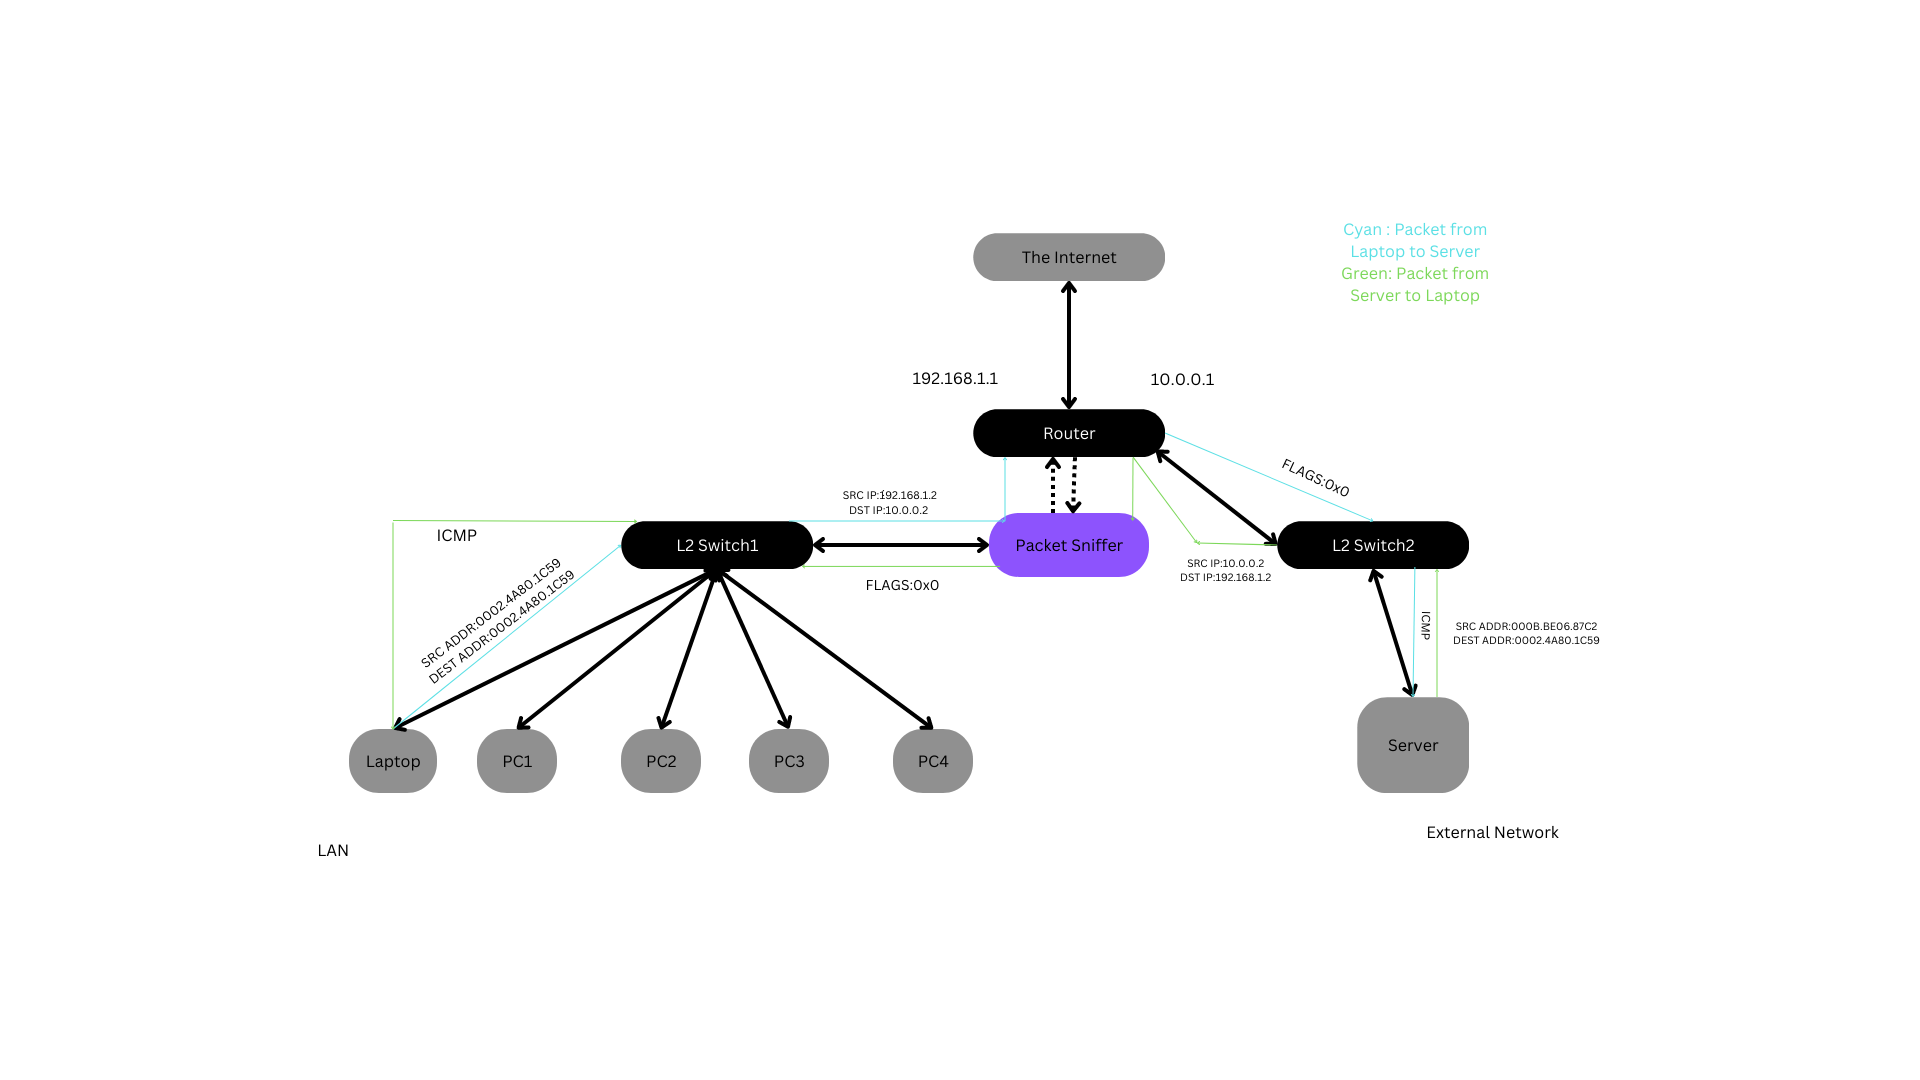 Cyan : Packet from
Laptop to Server
Green: Packet from
Server to Laptop
The Internet
192.168.1.1
10.0.0.1
Router
FLAGS:0x0
SRC IP:192.168.1.2
DST IP:10.0.0.2
ICMP
L2 Switch1
Packet Sniffer
L2 Switch2
SRC IP:10.0.0.2
DST IP:192.168.1.2
FLAGS:0x0
SRC ADDR:0002.4A80.1C59
DEST ADDR:0002.4A80.1C59
ICMP
SRC ADDR:000B.BE06.87C2
DEST ADDR:0002.4A80.1C59
Server
Laptop
PC1
PC2
PC3
PC4
External Network
LAN